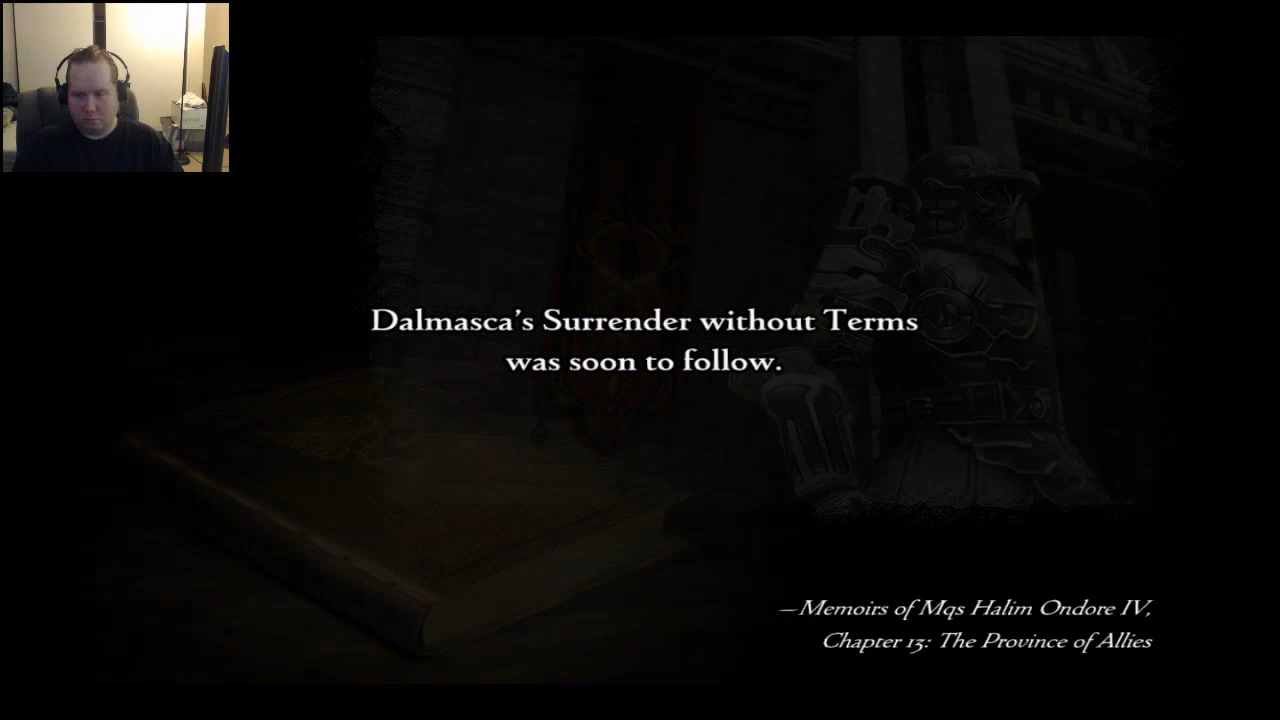 Dalmasca's Surrender without Terms
was soon to follow.
—Memoirs of Mqs Halim Ondore IV,
Chapter 13: The Province of Allies